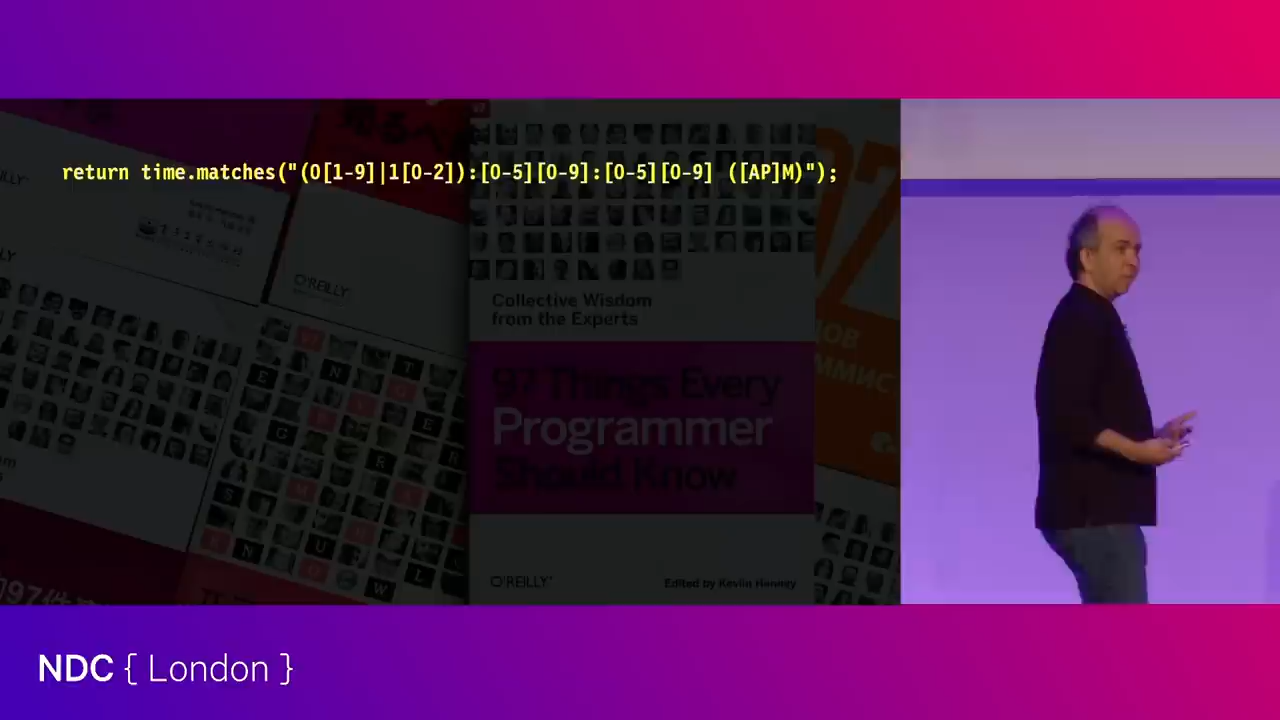 return time.matches("(0[1-9]|1[0-2]):[0-5][0-9]:[0-5][0-9] ([AP]M)");
O'REILLY
Collective Wisdom
from the Experts
97 Things Every
Programmer
Should Know
O'REILLY
Edited by Kevlin Henney
NDC { London }